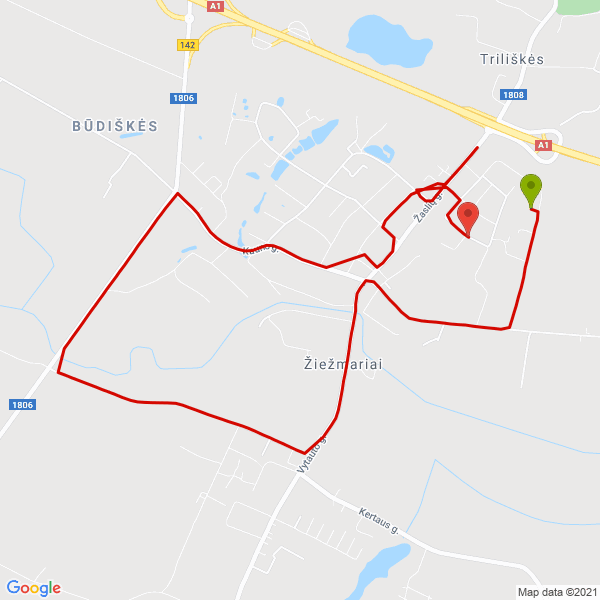 A1
142
Triliškės
1806
1808
BŪDIŠKĖS
A1
Žaslių g.
Kauno g.
Žiežmariai
1806
Vytauto g.
Kertaus g.
Google
Map data ©2021